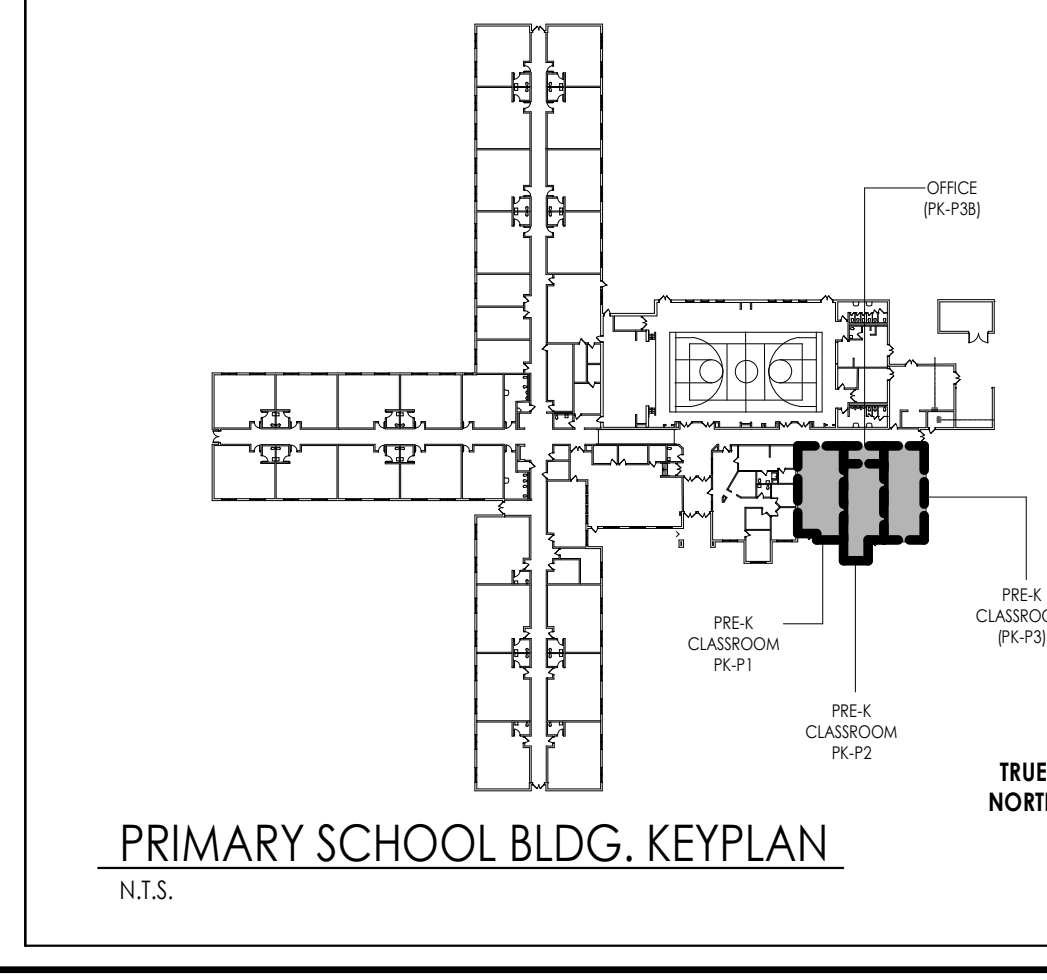 OFFICE
(PK-P3B)
PRE-K
CLASSROOM
PK-P1
PRE-K
CLASSROOM
PK-P2
PRE-K
(PK-P3)
TRUE
PRIMARY SCHOOL BLDG. KEYPLAN
N.T.S.